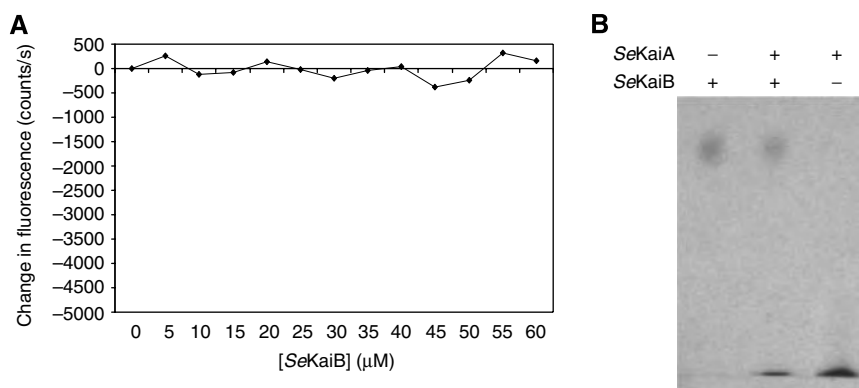 A
Change in fluorescence (counts/s)
500
0
−500
−1000
−1500
−2000
−2500
−3000
−3500
−4000
−4500
−5000
0 5 10 15 20 25 30 35 40 45 50 55 60
[SeKaiB] (μM)
B
SeKaiA − + +
SeKaiB + + −